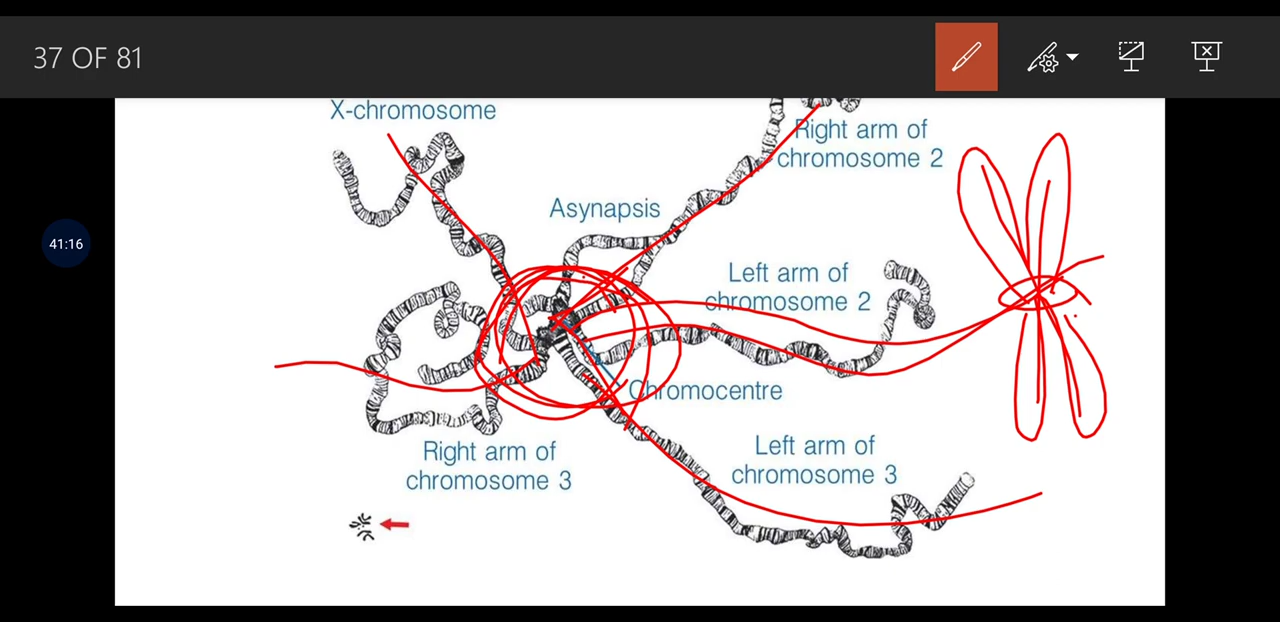 37 OF 81
X-chromosome
Right arm of
chromosome 2
Asynapsis
41:16
Left arm of
chromosome 2
Chromocentre
Right arm of
chromosome 3
Left arm of
chromosome 3